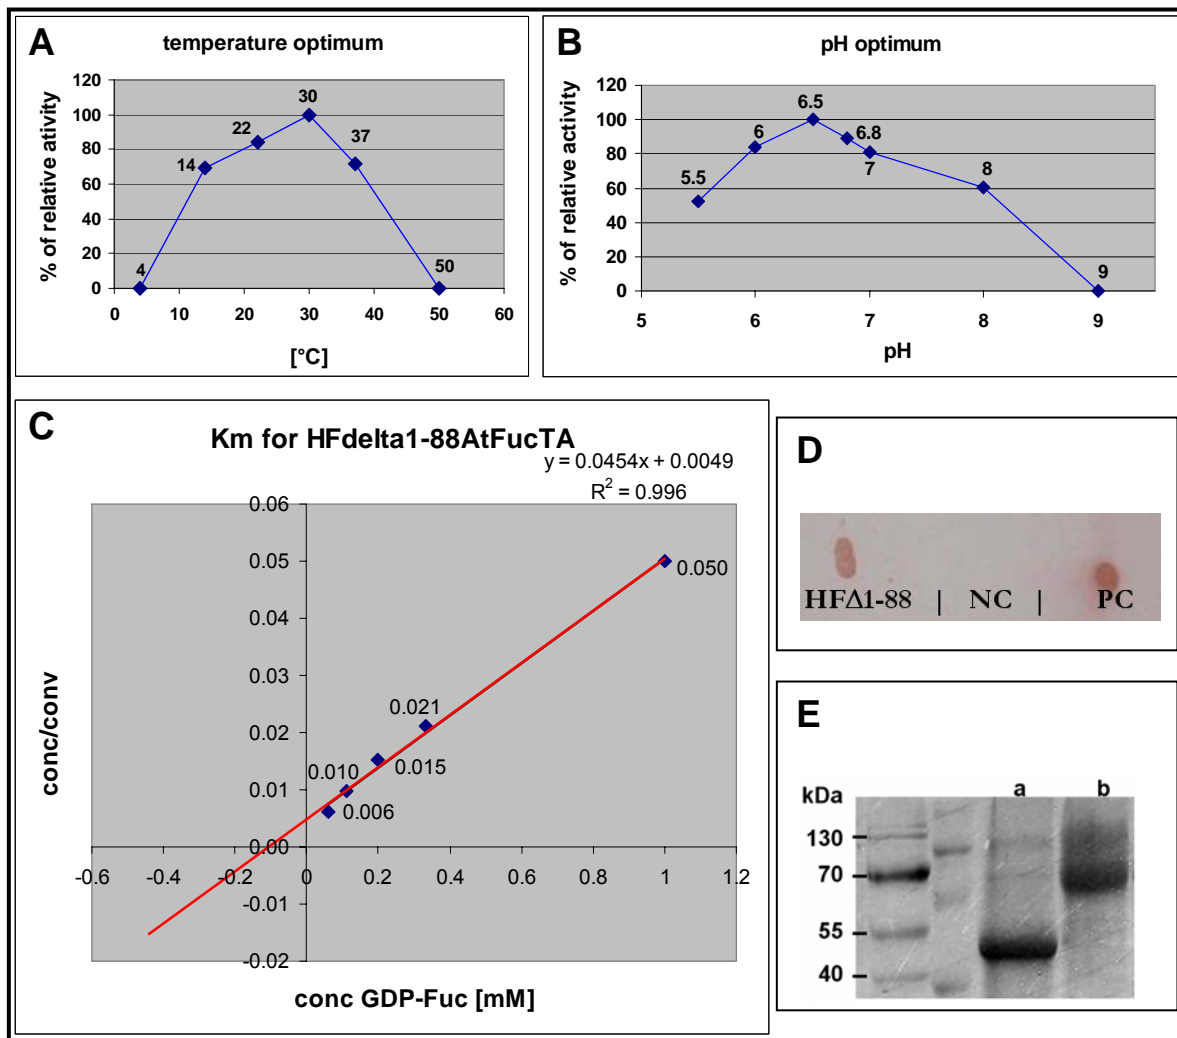 A
temperature optimum
% of relative ativity
120
100
80
60
40
20
0
4
14
22
30
37
50
0 10 20 30 40 50 60
[°C]
B
pH optimum
% of relative activity
120
100
80
60
40
20
0
5.5
6
6.5
6.8
7
8
9
5 6 7 8 9
pH
C
Km for HFdelta1-88AtFucTA
y = 0.0454x + 0.0049
R² = 0.996
conc/conv
0.06
0.05
0.04
0.03
0.02
0.01
0.00
-0.01
-0.02
0.050
0.021
0.015
0.010
0.006
-0.6 -0.4 -0.2 0 0.2 0.4 0.6 0.8 1 1.2
conc GDP-Fuc [mM]
D
HFΔ1-88 | NC | PC
E
kDa
a b
130
70
55
40